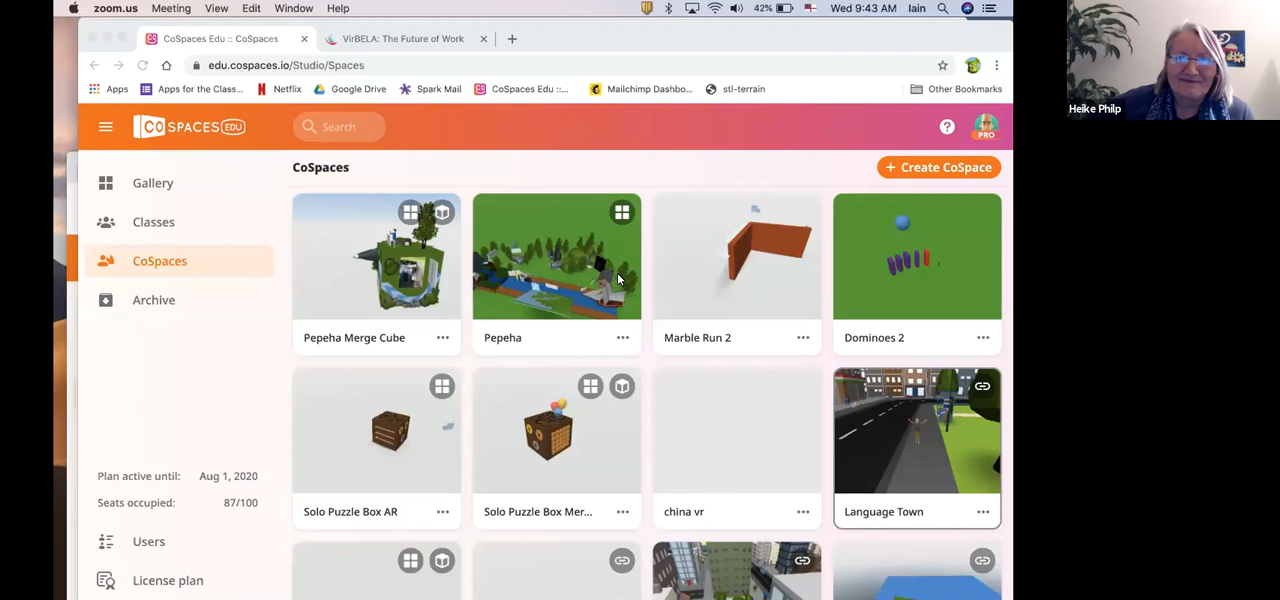 zoom.us Meeting View Edit Window Help 42% Wed 9:43 AM Iain
CoSpaces Edu :: CoSpaces VirBELA: The Future of Work
edu.cospaces.io/Studio/Spaces
Apps Apps for the Clas... Netflix Google Drive Spark Mail CoSpaces Edu ::... Mailchimp Dashbo... stl-terrain Other Bookmarks
COSPACES EDU Search ? PRO
Heike Philp
CoSpaces + Create CoSpace
Gallery
Classes
CoSpaces
Archive
Pepeha Merge Cube Pepeha Marble Run 2 Dominoes 2
Plan active until: Aug 1, 2020
Seats occupied: 87/100
Solo Puzzle Box AR Solo Puzzle Box Mer... china vr Language Town
Users
License plan